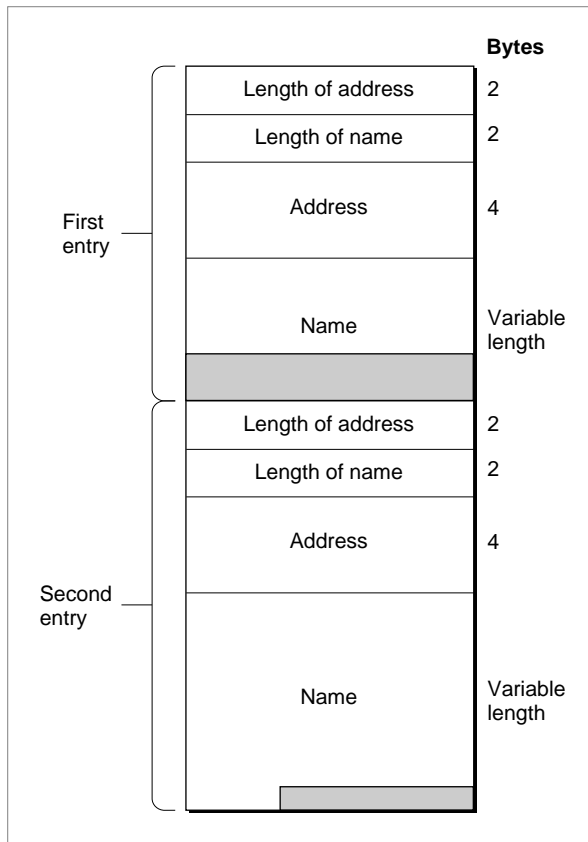 Bytes
Length of address 2
Length of name 2
Address 4
First
entry
Name
Variable
length
Length of address 2
Length of name 2
Address 4
Second
entry
Name
Variable
length